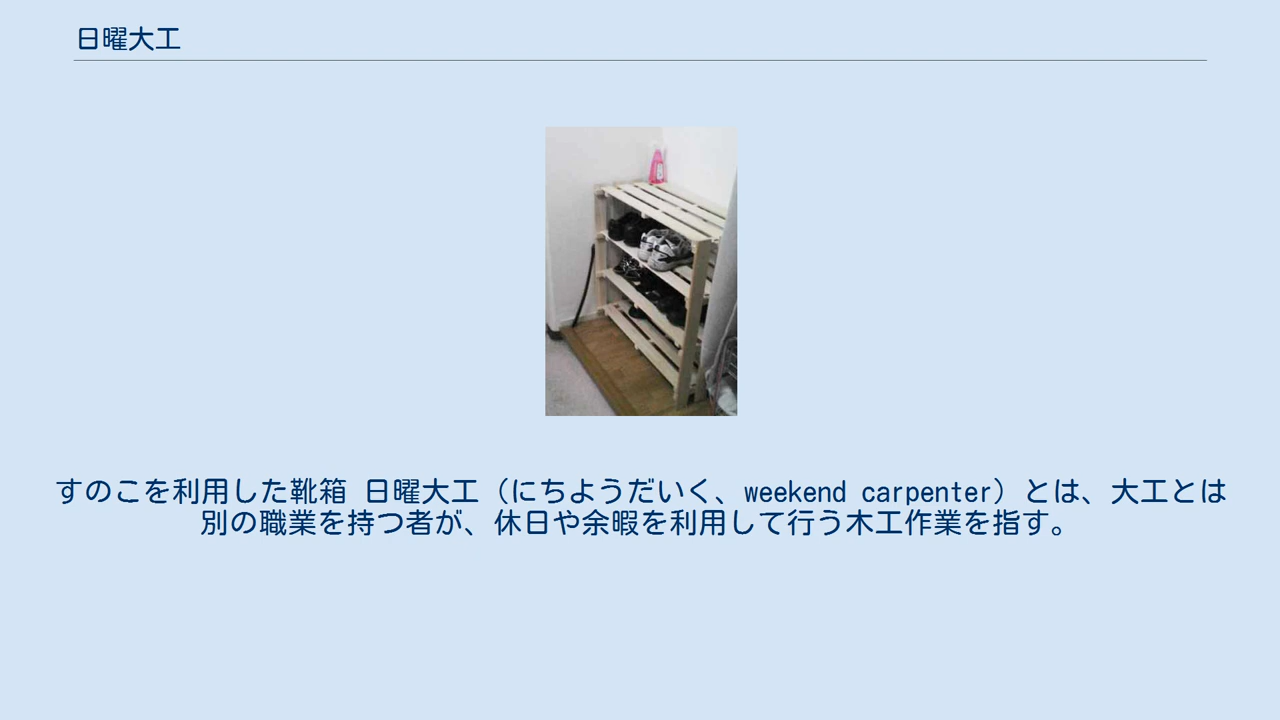 日曜大工
すのこを利用した靴箱 日曜大工（にちようだいく、weekend carpenter）とは、大工とは
別の職業を持つ者が、休日や余暇を利用して行う木工作業を指す。